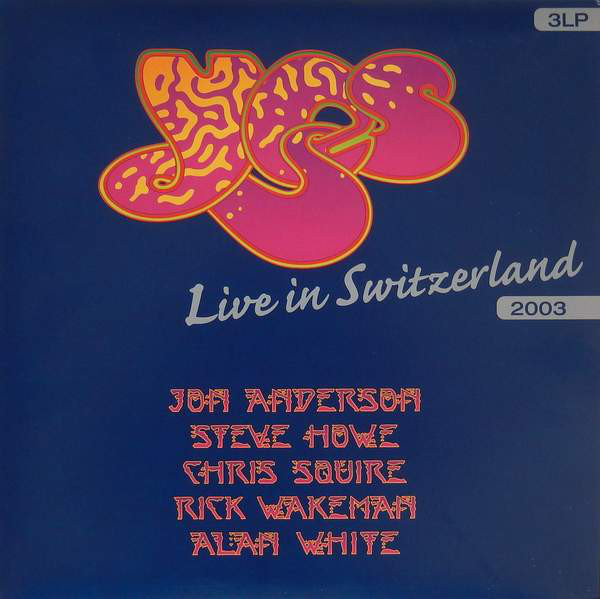 3LP
Yes
Live in Switzerland
2003
JON ANDERSON
STEVE HOWE
CHRIS SQUIRE
RICK WAKEMAN
ALAN WHITE